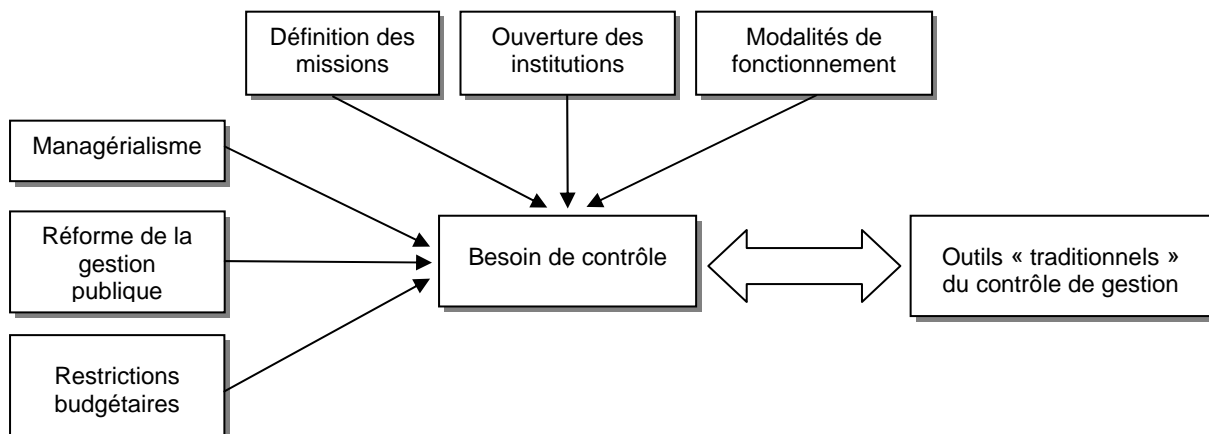 Définition des
missions
Ouverture des
institutions
Modalités de
fonctionnement
Managérialisme
Réforme de la
gestion
publique
Restrictions
budgétaires
Besoin de contrôle
Outils « traditionnels »
du contrôle de gestion